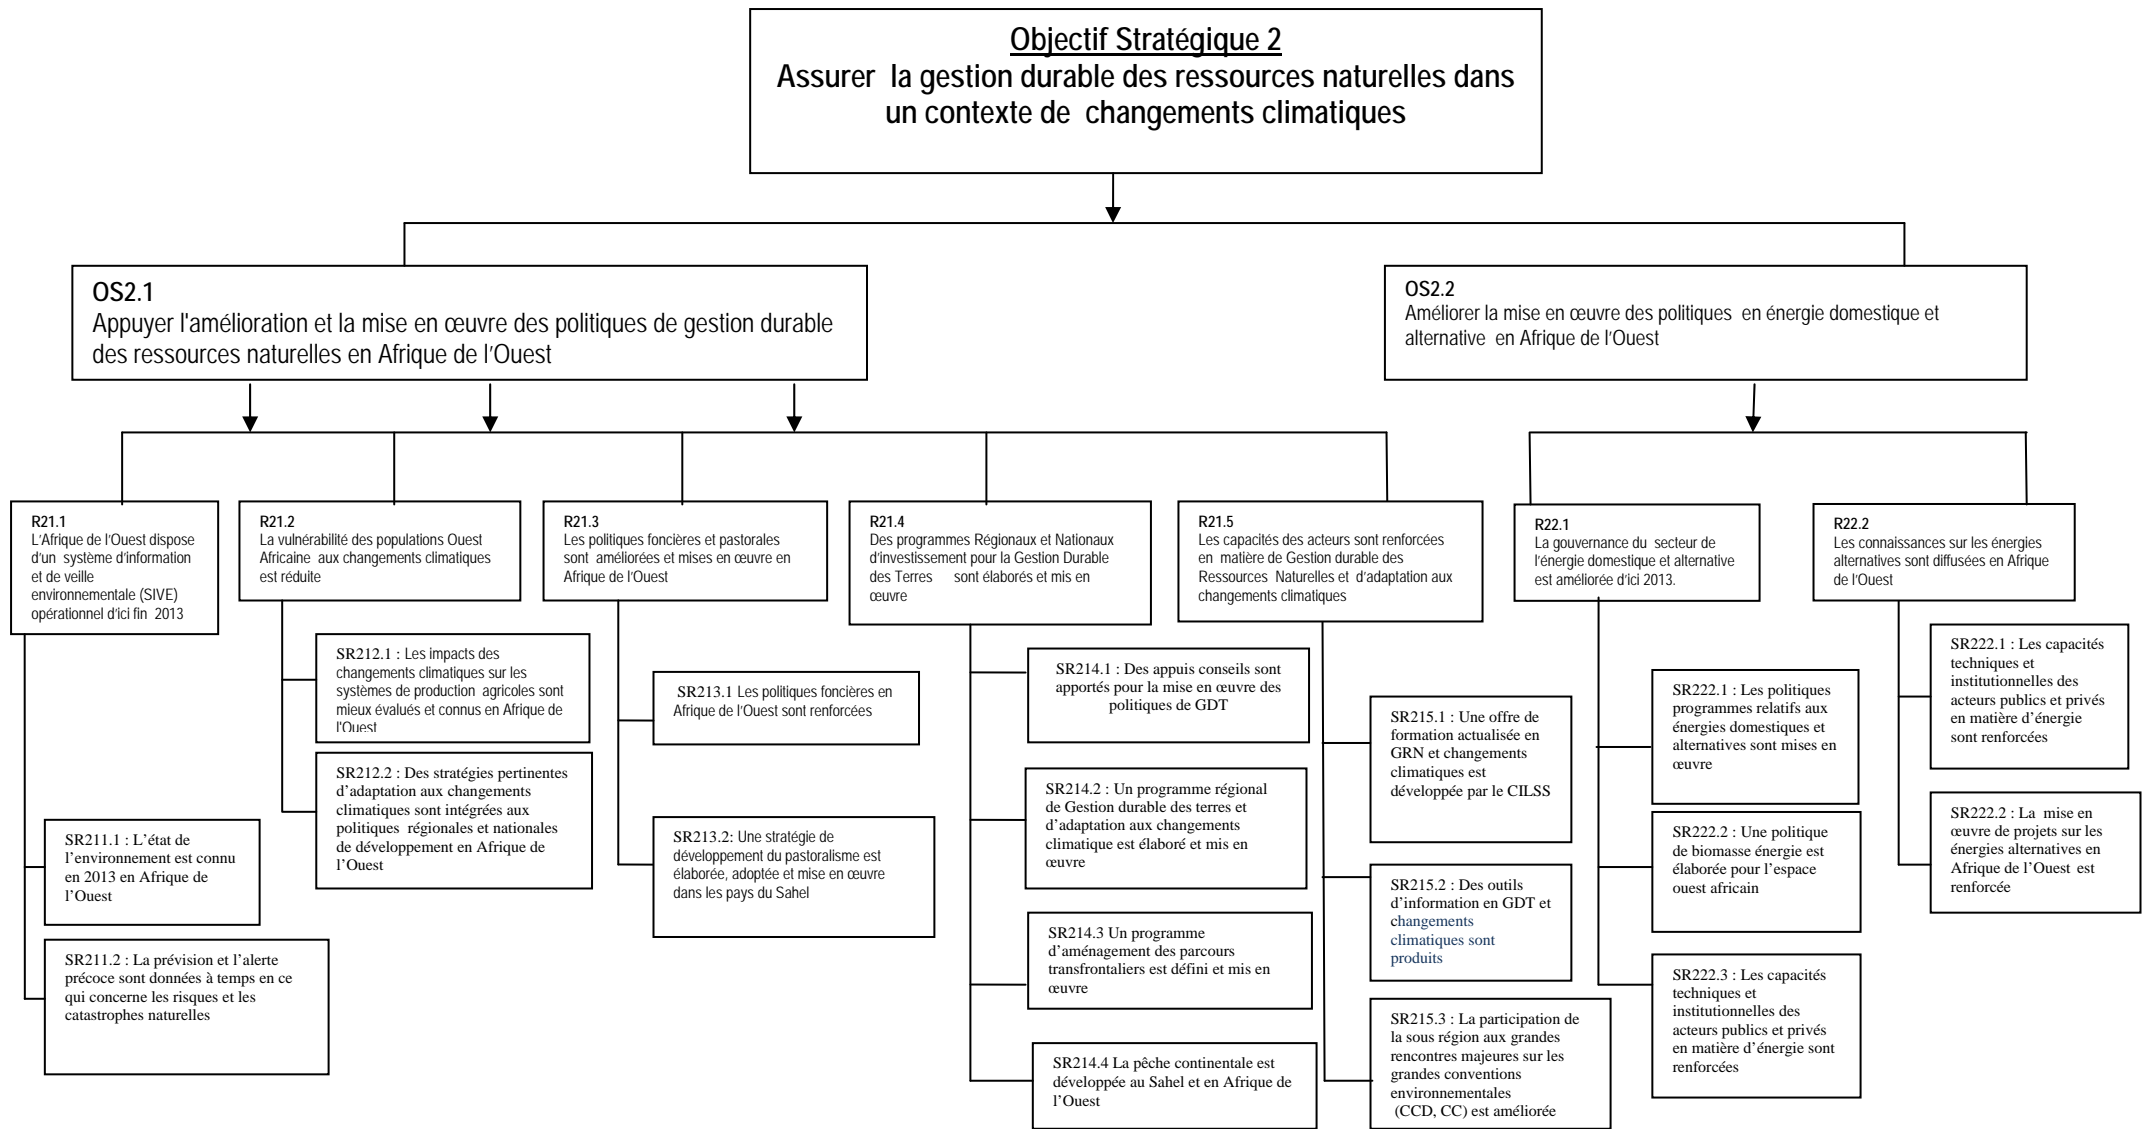 Objectif Stratégique 2
Assurer la gestion durable des ressources naturelles dans
un contexte de changements climatiques
OS2.1
Appuyer l'amélioration et la mise en œuvre des politiques de gestion durable
des ressources naturelles en Afrique de l'Ouest
OS2.2
Améliorer la mise en œuvre des politiques en énergie domestique et
alternative en Afrique de l'Ouest
R21.1
L'Afrique de l'Ouest dispose
d'un système d'information
et de veille
environnementale (SIVE)
opérationnel d'ici fin 2013
R21.2
La vulnérabilité des populations Ouest
Africaine aux changements climatiques
est réduite
R21.3
Les politiques foncières et pastorales
sont améliorées et mises en œuvre en
Afrique de l'Ouest
R21.4
Des programmes Régionaux et Nationaux
d'investissement pour la Gestion Durable
des Terres sont élaborés et mis en
œuvre
R21.5
Les capacités des acteurs sont renforcées
en matière de Gestion durable des
Ressources Naturelles et d'adaptation aux
changements climatiques
R22.1
La gouvernance du secteur de
l'énergie domestique et alternative
est améliorée d'ici 2013.
R22.2
Les connaissances sur les énergies
alternatives sont diffusées en Afrique
de l'Ouest
SR211.1 : L'état de
l'environnement est connu
en 2013 en Afrique de
l'Ouest
SR211.2 : La prévision et l'alerte
précoce sont données à temps en ce
qui concerne les risques et les
catastrophes naturelles
SR212.1 : Les impacts des
changements climatiques sur les
systèmes de production agricoles sont
mieux évalués et connus en Afrique de
l'Ouest
SR212.2 : Des stratégies pertinentes
d'adaptation aux changements
climatiques sont intégrées aux
politiques régionales et nationales
de développement en Afrique de
l'Ouest
SR213.1 Les politiques foncières en
Afrique de l'Ouest sont renforcées
SR213.2: Une stratégie de
développement du pastoralisme est
élaborée, adoptée et mise en œuvre
dans les pays du Sahel
SR214.1 : Des appuis conseils sont
apportés pour la mise en œuvre des
politiques de GDT
SR214.2 : Un programme régional
de Gestion durable des terres et
d'adaptation aux changements
climatique est élaboré et mis en
œuvre
SR214.3 Un programme
d'aménagement des parcours
transfrontaliers est défini et mis en
œuvre
SR214.4 La pêche continentale est
développée au Sahel et en Afrique de
l'Ouest
SR215.1 : Une offre de
formation actualisée en
GRN et changements
climatiques est
développée par le CILSS
SR215.2 : Des outils
d'information en GDT et
changements
climatiques sont
produits
SR215.3 : La participation de
la sous région aux grandes
rencontres majeures sur les
grandes conventions
environnementales
(CCD, CC) est améliorée
SR222.1 : Les politiques
programmes relatifs aux
énergies domestiques et
alternatives sont mises en
œuvre
SR222.2 : Une politique
de biomasse énergie est
élaborée pour l'espace
ouest africain
SR222.3 : Les capacités
techniques et
institutionnelles des
acteurs publics et privés
en matière d'énergie sont
renforcées
SR222.1 : Les capacités
techniques et
institutionnelles des
acteurs publics et privés
en matière d'énergie
sont renforcées
SR222.2 : La mise en
œuvre de projets sur les
énergies alternatives en
Afrique de l'Ouest est
renforcée